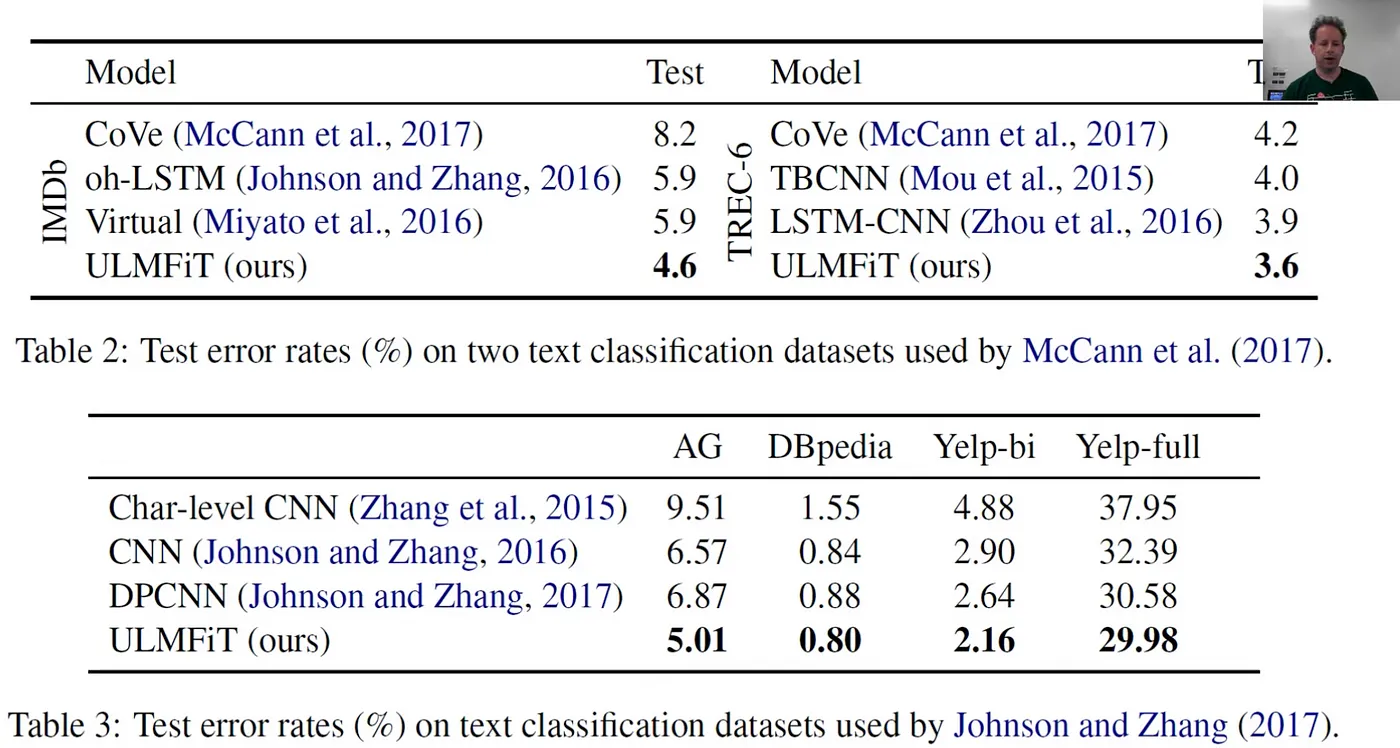 Model Test Model
CoVe (McCann et al., 2017) 8.2 CoVe (McCann et al., 2017) 4.2
oh-LSTM (Johnson and Zhang, 2016) 5.9 TBCNN (Mou et al., 2015) 4.0
Virtual (Miyato et al., 2016) 5.9 LSTM-CNN (Zhou et al., 2016) 3.9
ULMFiT (ours) 4.6 ULMFiT (ours) 3.6
IMDb
TREC-6
Table 2: Test error rates (%) on two text classification datasets used by McCann et al. (2017).
AG DBpedia Yelp-bi Yelp-full
Char-level CNN (Zhang et al., 2015) 9.51 1.55 4.88 37.95
CNN (Johnson and Zhang, 2016) 6.57 0.84 2.90 32.39
DPCNN (Johnson and Zhang, 2017) 6.87 0.88 2.64 30.58
ULMFiT (ours) 5.01 0.80 2.16 29.98
Table 3: Test error rates (%) on text classification datasets used by Johnson and Zhang (2017).